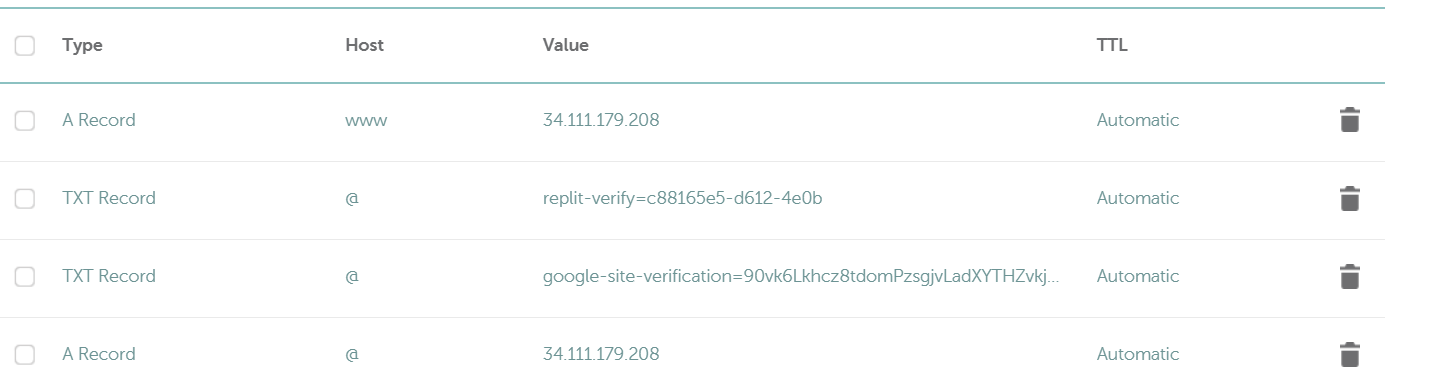 Type Host Value TTL
A Record www 34.111.179.208 Automatic
TXT Record @ replit-verify=c88165e5-d612-4e0b Automatic
TXT Record @ google-site-verification=90vk6Lkhcz8tdomPzsgjvLadXYTHZvkj... Automatic
A Record @ 34.111.179.208 Automatic